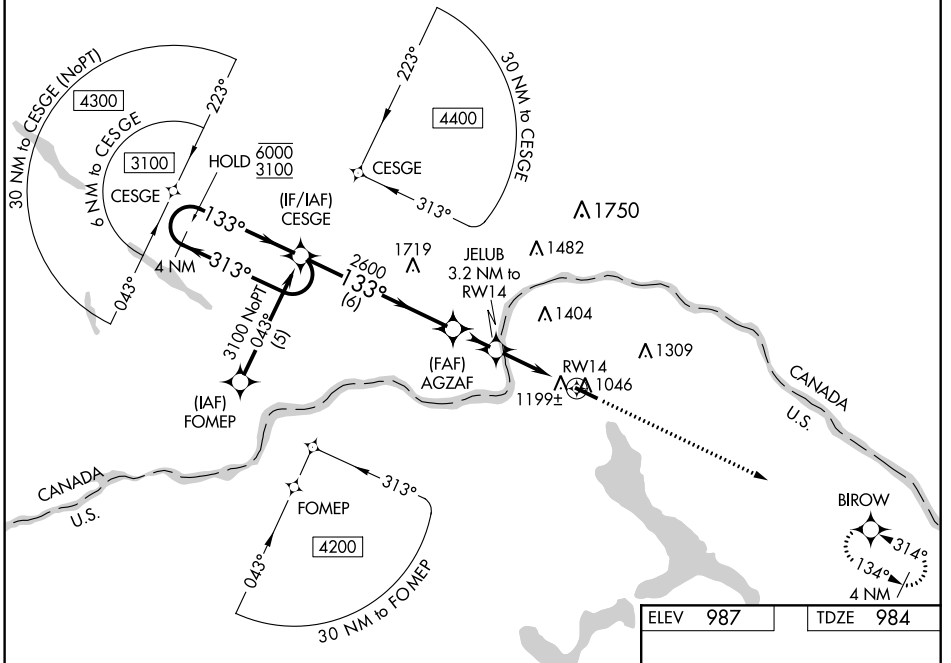 30 NM to CESGE (NoPT)
4300
223°
6 NM to CESGE
3100
CESGE
043°
HOLD 6000
3100
4 NM
133°
313°
(IF/IAF)
CESGE
223°
4400
30 NM to CESGE
CESGE
313°
1750
1719
1482
JELUB
3.2 NM to
RW14
2600
133°
(6)
3100 NoPT
043°
(5)
1404
1309
(FAF)
AGZAF
RW14
1046
1199±
(IAF)
FOMEP
CANADA
U.S.
CANADA
U.S.
313°
FOMEP
043°
4200
30 NM to FOMEP
BIROW
314°
134°
4 NM
ELEV 987
TDZE 984